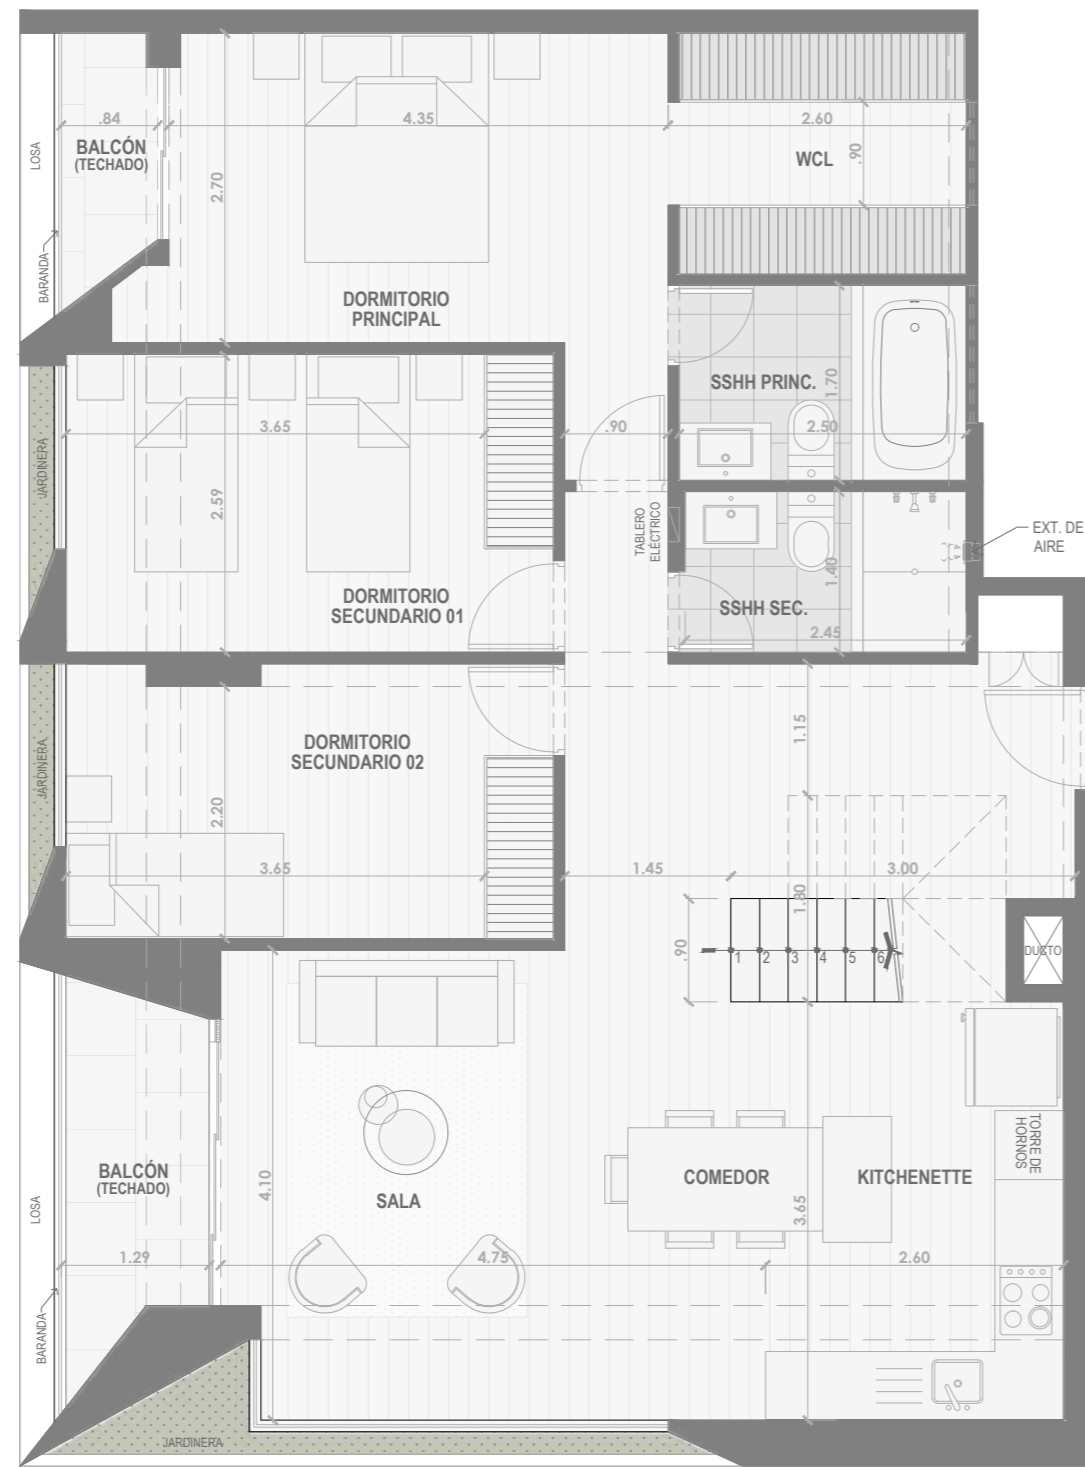 2.70
.84
4.35
2.60
LOSA
BALCÓN
(TECHADO)
WCL
.90
BARANDA
DORMITORIO
PRINCIPAL
SSHH PRINC.
1.70
JARDINERA
3.65
.90
2.50
2.59
TABLERO
ELÉCTRICO
EXT. DE
AIRE
DORMITORIO
SECUNDARIO 01
1.40
SSHH SEC.
2.45
JARDINERA
DORMITORIO
SECUNDARIO 02
1.15
2.20
3.65
1.45
3.00
1.80
.90
1
2
3
4
5
6
DUCTO
TORRE DE
HORNOS
BALCÓN
(TECHADO)
LOSA
4.10
SALA
COMEDOR
KITCHENETTE
3.65
1.29
4.75
2.60
BARANDA
JARDINERA